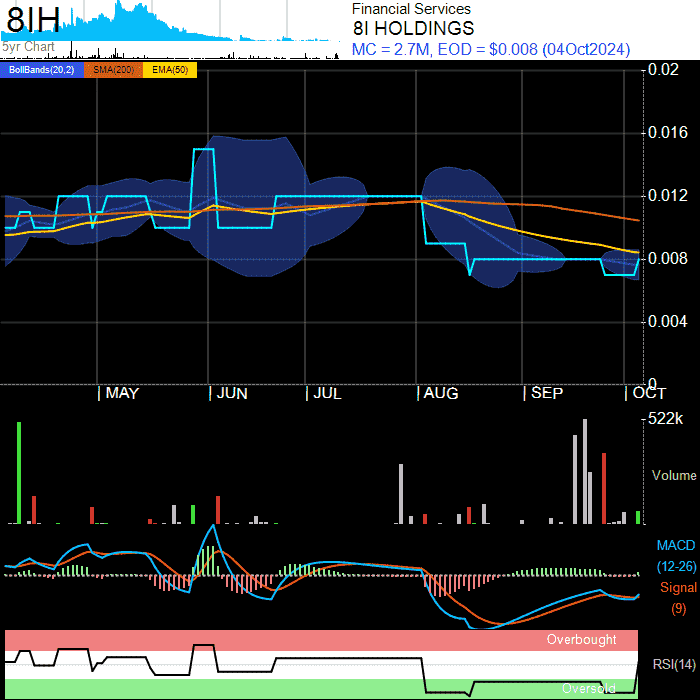 8IH
5yr Chart
Financial Services
8I HOLDINGS
MC = 2.7M, EOD = $0.008 (04Oct2024)
BollBands(20,2) SMA(200) EMA(50)
0.02
0.016
0.012
0.008
0.004
0
MAY JUN JUL AUG SEP OCT
522k
Volume
MACD
(12-26)
Signal
(9)
Overbought
RSI(14)
Oversold